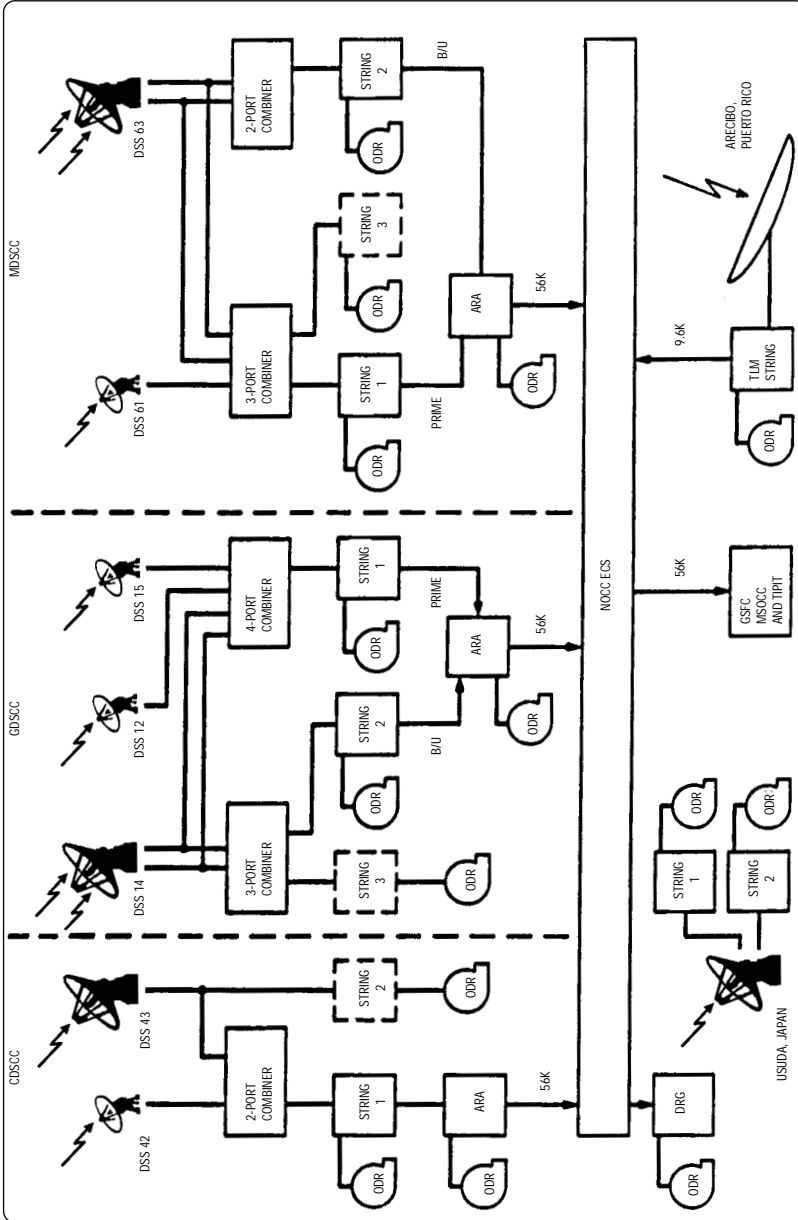 CDSCC
GDSCC
MDSCC
DSS 42
DSS 43
DSS 14
DSS 12
DSS 15
DSS 61
DSS 63
2-PORT
COMBINER
3-PORT
COMBINER
4-PORT
COMBINER
3-PORT
COMBINER
2-PORT
COMBINER
STRING
1
ODR
STRING
2
ODR
STRING
3
ODR
STRING
2
ODR
STRING
1
ODR
STRING
1
ODR
STRING
3
ODR
STRING
2
ODR
B/U
PRIME
PRIME
B/U
ARA
ODR
ARA
ODR
ARA
ODR
56K
56K
56K
NOCC ECS
DRG
ODR
USUDA, JAPAN
STRING
1
ODR
STRING
2
ODR
56K
GSFC
MSOCC
AND TIPIT
9.6K
TLM
STRING
ODR
ARECIBO,
PUERTO RICO